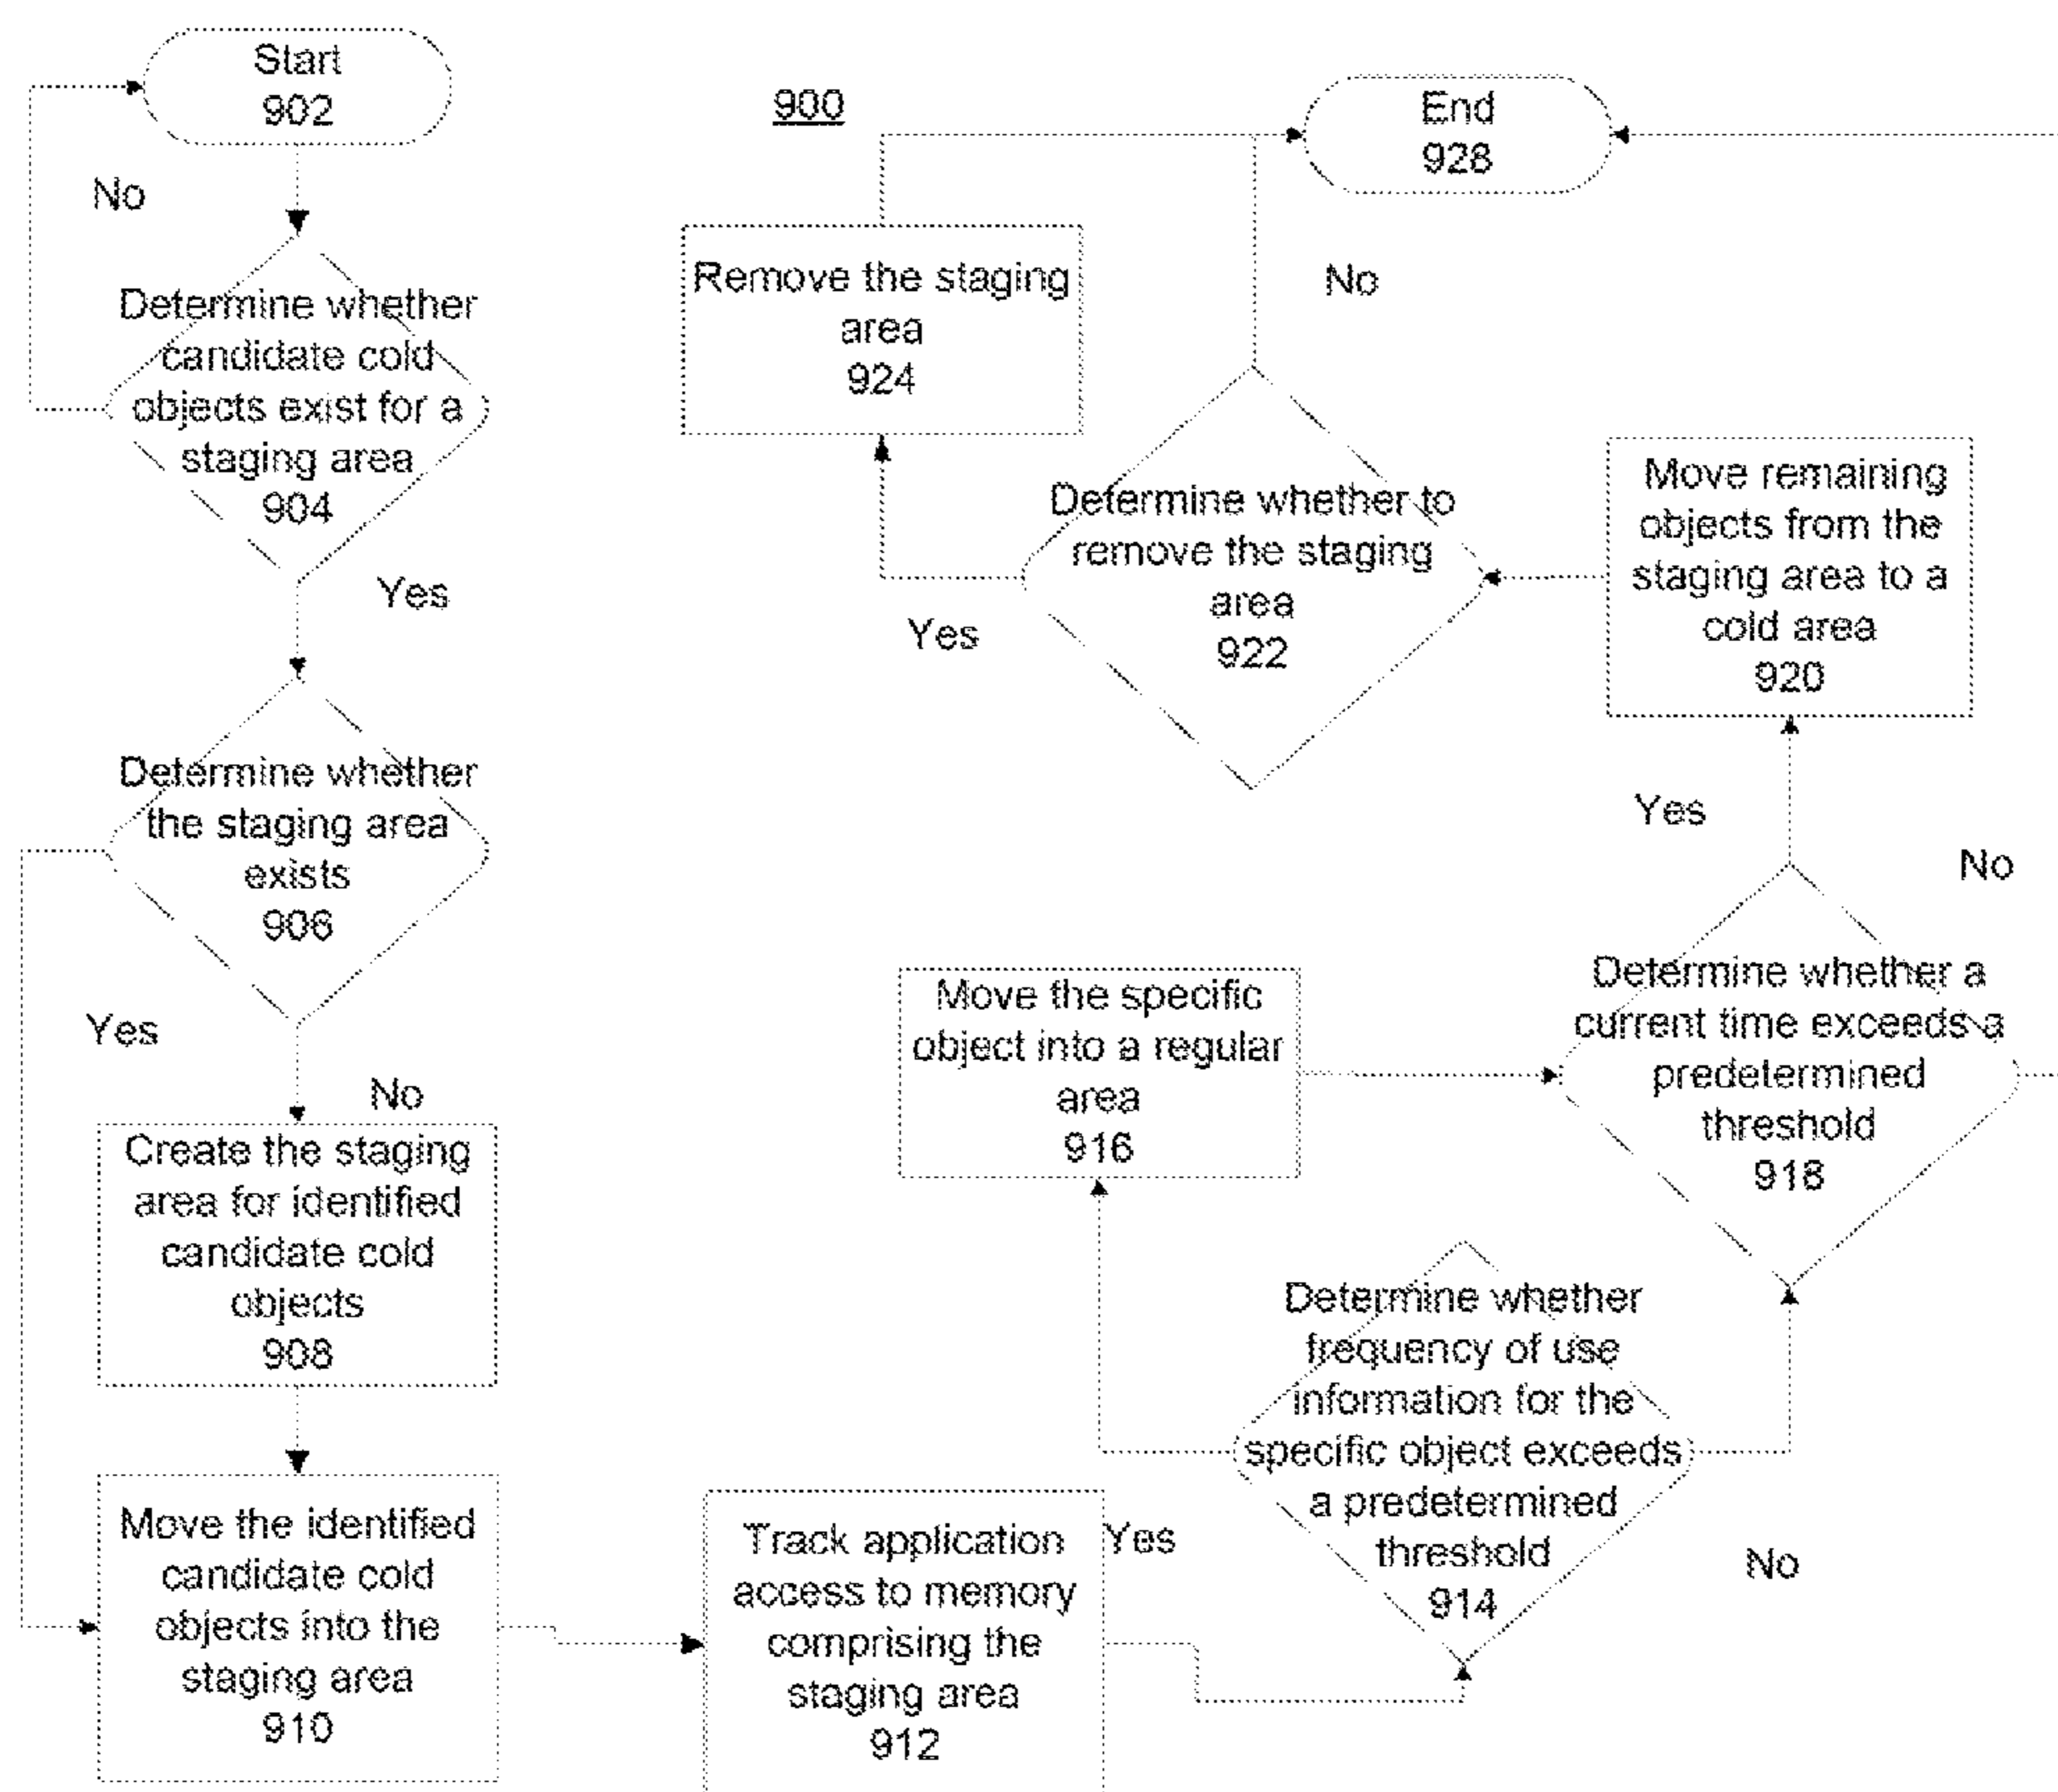 Start
902
No
Determine whether
candidate cold
objects exist for a
staging area
904
Yes
Determine whether
the staging area
exists
906
Yes
No
Create the staging
area for identified
candidate cold
objects
908
Move the identified
candidate cold
objects into the
staging area
910
Track application
access to memory
comprising the
staging area
912
Yes
Determine whether
frequency of use
information for the
specific object exceeds
a predetermined
threshold
914
No
Move the specific
object into a regular
area
916
Determine whether a
current time exceeds a
predetermined
threshold
918
Yes
No
Move remaining
objects from the
staging area to a
cold area
920
Determine whether to
remove the staging
area
922
Yes
No
Remove the staging
area
924
900
End
926